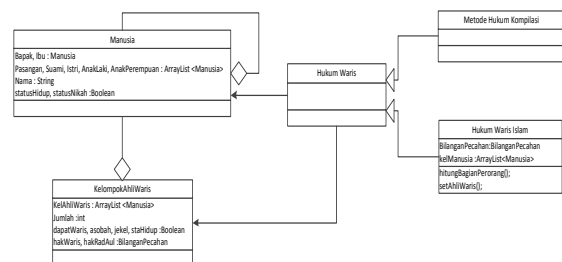 Manusia
Bapak, Ibu : Manusia
Pasangan, Suami, Istri, AnakLaki, AnakPerempuan : ArrayList <Manusia>
Nama : String
statusHidup, statusNikah :Boolean
Hukum Waris
Metode Hukum Kompilasi
Hukum Waris Islam
BilanganPecahan:BilanganPecahan
kelManusia :ArrayList<Manusia>
hitungBagianPerorang();
setAhliWaris();
KelompokAhliWaris
KelAhliWaris : ArrayList <Manusia>
Jumlah :int
dapatWaris, asobah, jekel, staHidup :Boolean
hakWaris, hakRadAul :BilanganPecahan